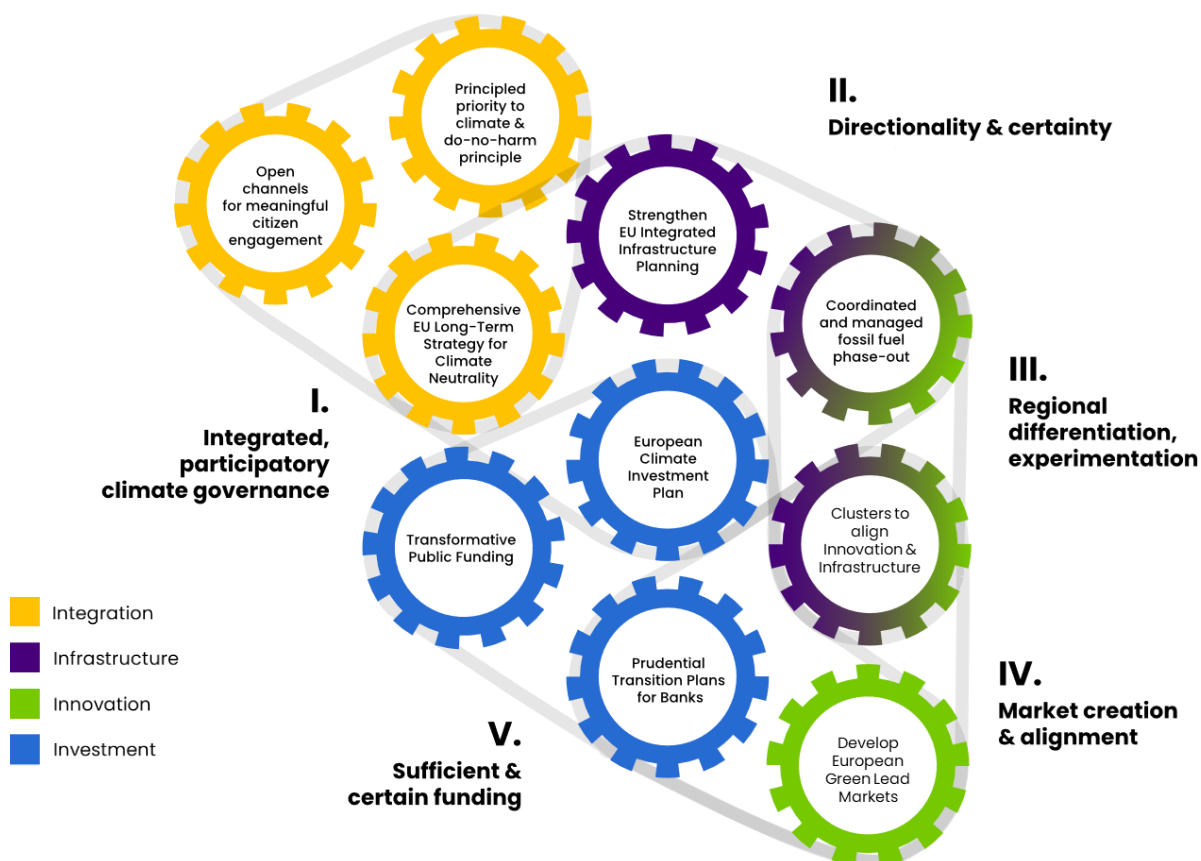 Principled
priority to
climate &
do-no-harm
principle
II.
Directionality & certainty
Open
channels
for meaningful
citizen
engagement
Strengthen
EU Integrated
Infrastructure
Planning
Comprehensive
EU Long-Term
Strategy for
Climate
Neutrality
Coordinated
and managed
fossil fuel
phase-out
I.
Integrated,
participatory
climate governance
III.
Regional
differentiation,
experimentation
European
Climate
Investment
Plan
Transformative
Public Funding
Clusters to
align
Innovation &
Infrastructure
Integration
Infrastructure
Innovation
Investment
Prudential
Transition Plans
for Banks
IV.
Market creation
& alignment
V.
Sufficient &
certain funding
Develop
European
Green Lead
Markets